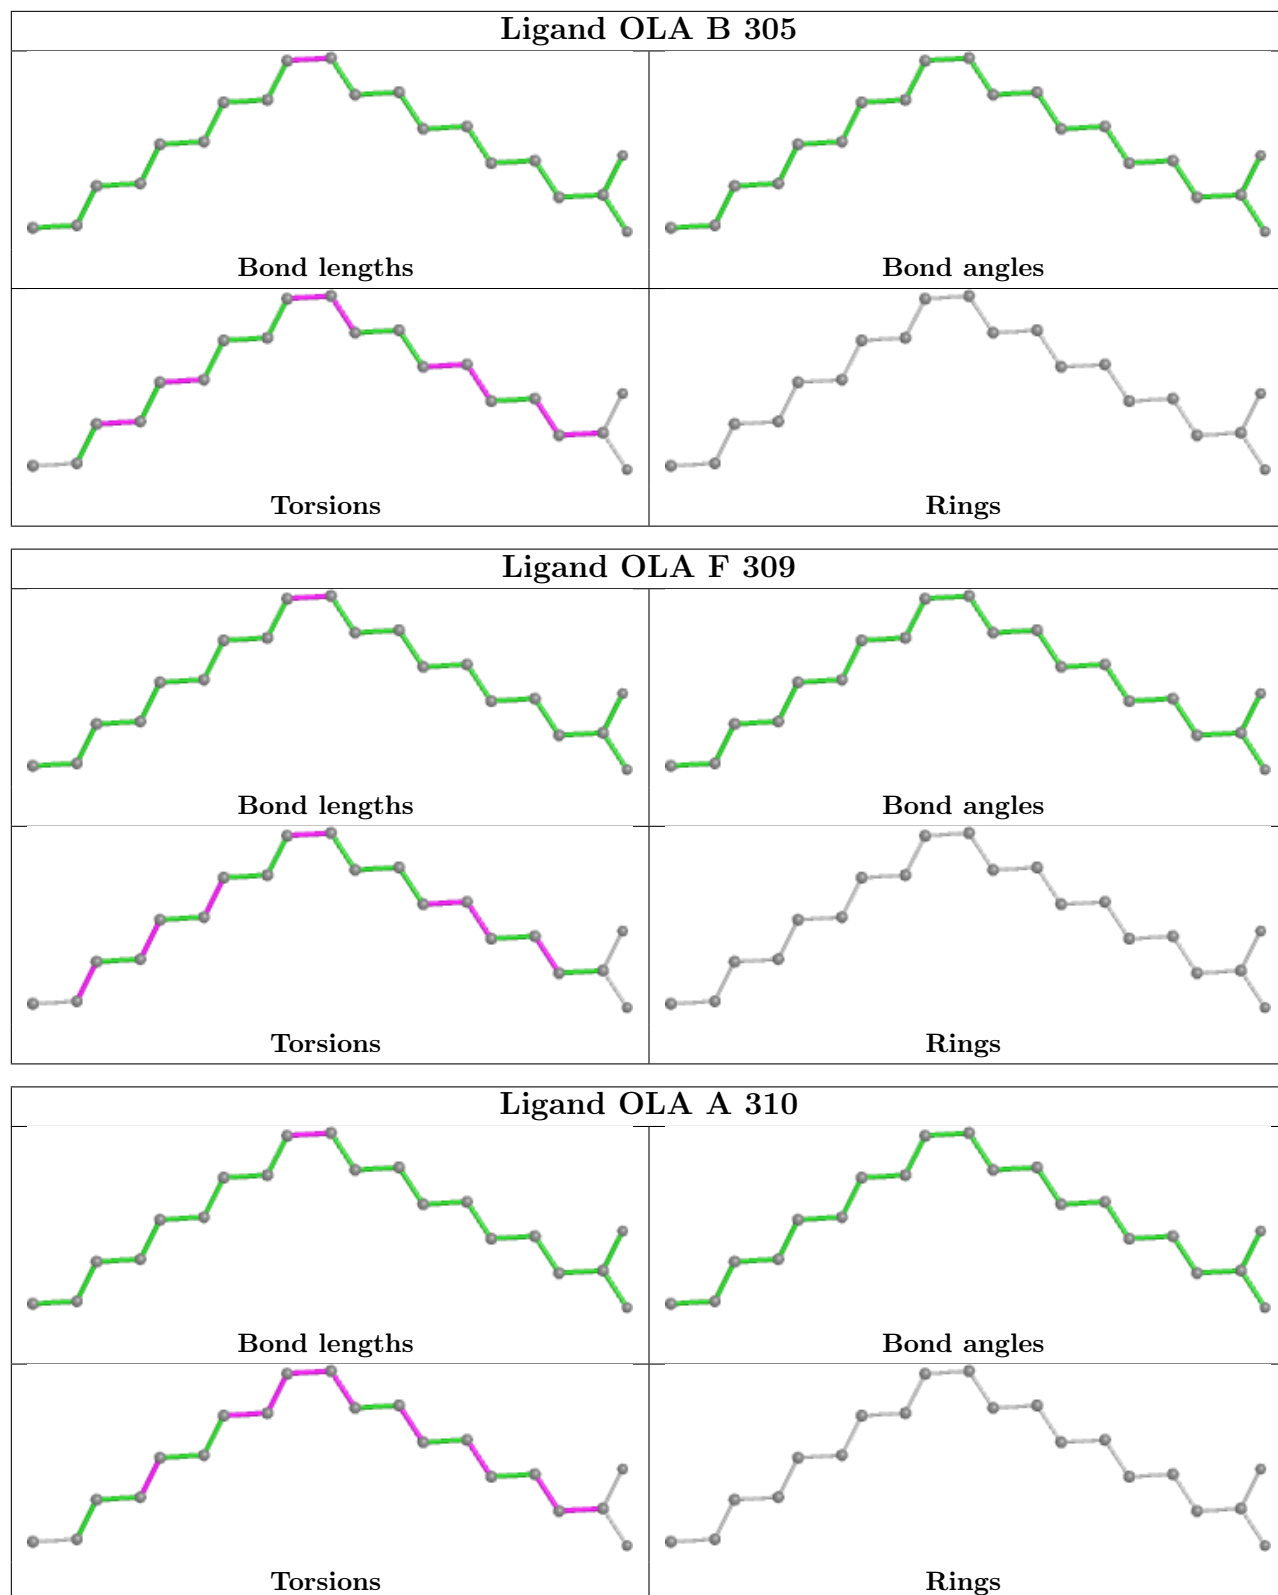 Ligand OLA B 305
Bond lengths
Bond angles
Torsions
Rings
Ligand OLA F 309
Bond lengths
Bond angles
Torsions
Rings
Ligand OLA A 310
Bond lengths
Bond angles
Torsions
Rings